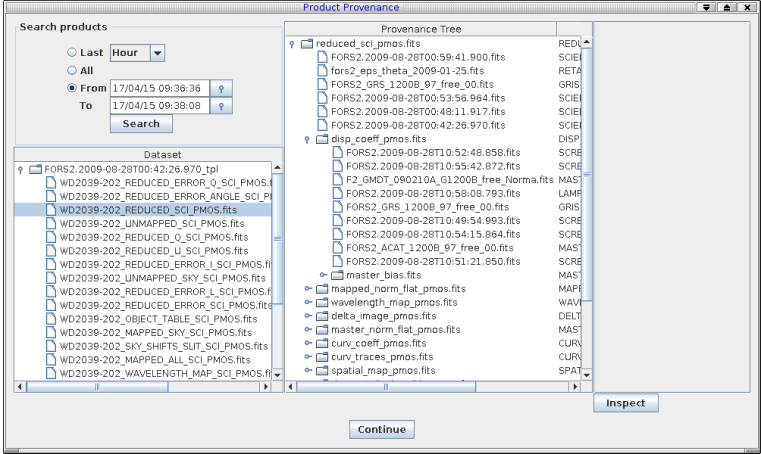 Product Provenance
Search products
Last Hour
All
From 17/04/15 09:36:36
To 17/04/15 09:38:08
Search
Dataset
FORS2.2009-08-28T00:42:26.970_tpl
WD2039-202_REDUCED_ERROR_Q_SCI_PMOS.f
WD2039-202_REDUCED_ERROR_ANGLE_SCI_P
WD2039-202_REDUCED_SCI_PMOS.fits
WD2039-202_UNMAPPED_SCI_PMOS.fits
WD2039-202_REDUCED_Q_SCI_PMOS.fits
WD2039-202_REDUCED_U_SCI_PMOS.fits
WD2039-202_REDUCED_ERROR_I_SCI_PMOS.f
WD2039-202_UNMAPPED_SKY_SCI_PMOS.fits
WD2039-202_REDUCED_ERROR_L_SCI_PMOS.f
WD2039-202_REDUCED_ERROR_SCI_PMOS.fits
WD2039-202_OBJECT_TABLE_SCI_PMOS.fits
WD2039-202_MAPPED_SKY_SCI_PMOS.fits
WD2039-202_SKY_SHIFTS_SLIT_SCI_PMOS.fits
WD2039-202_MAPPED_ALL_SCI_PMOS.fits
WD2039-202_WAVELENGTH_MAP_SCI_PMOS.f
Provenance Tree
reduced_sci_pmos.fits REDU
FORS2.2009-08-28T00:59:41.900.fits SCIE
fors2_eps_theta_2009-01-25.fits RETA
FORS2_GRS_1200B_97_free_00.fits GRIS
FORS2.2009-08-28T00:53:56.964.fits SCIE
FORS2.2009-08-28T00:48:11.917.fits SCIE
FORS2.2009-08-28T00:42:26.970.fits SCIE
disp_coeff_pmos.fits DISP
FORS2.2009-08-28T10:52:48.858.fits SCRE
FORS2.2009-08-28T10:55:42.872.fits SCRE
F2_GMDT_090210A_G1200B_free_Norma.fits MAST
FORS2.2009-08-28T10:58:08.793.fits LAMP
FORS2_GRS_1200B_97_free_00.fits GRIS
FORS2.2009-08-28T10:49:54.993.fits SCRE
FORS2.2009-08-28T10:54:15.864.fits SCRE
FORS2_ACAT_1200B_97_free_00.fits MAST
FORS2.2009-08-28T10:51:21.850.fits SCRE
master_bias.fits MAST
mapped_norm_flat_pmos.fits MAPF
wavelength_map_pmos.fits WAVI
delta_image_pmos.fits DELT
master_norm_flat_pmos.fits MAST
curv_coeff_pmos.fits CURV
curv_traces_pmos.fits CURV
spatial_map_pmos.fits SPAT
Inspect
Continue